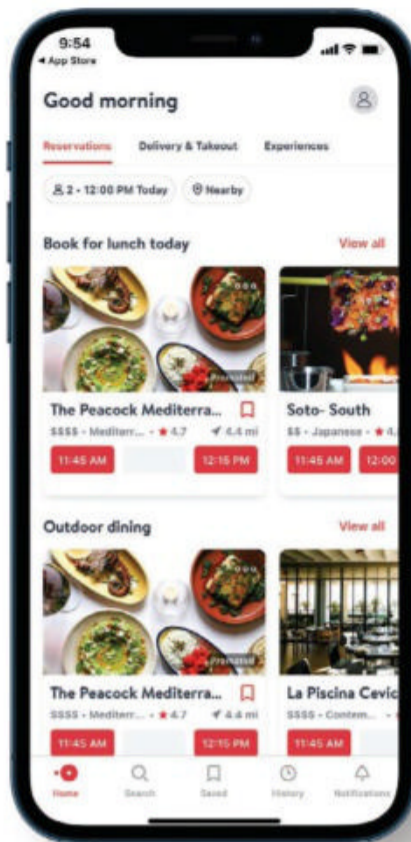 9:54
App Store
Good morning
Reservations Delivery & Takeout Experiences
2 - 12:00 PM Today Nearby
Book for lunch today View all
Promoted
The Peacock Mediterra... Soto- South
$$$$ - Mediterr... - 4.7 4.4 mi $$ - Japanese - 4.
11:45 AM 12:15 PM 11:45 AM 12:00
Outdoor dining View all
Promoted
The Peacock Mediterra... La Piscina Cevic
$$$$ - Mediterr... - 4.7 4.4 mi $$$$ - Contem... -
11:45 AM 12:15 PM 11:45 AM
Home Search Saved History Notifications